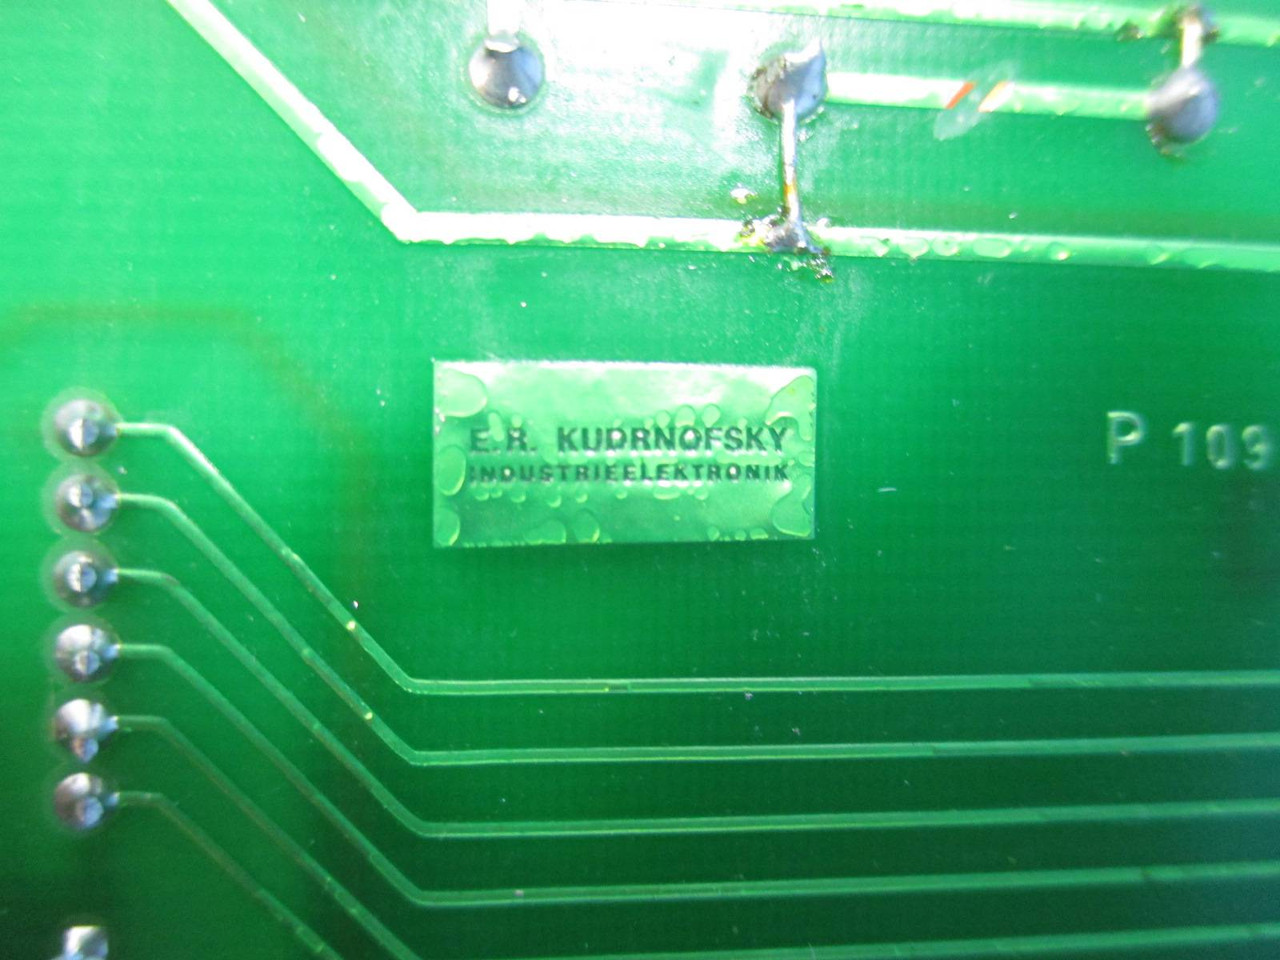 E.R. KUDRNOFSKY
INDUSTRIEELEKTRONIK
P 109